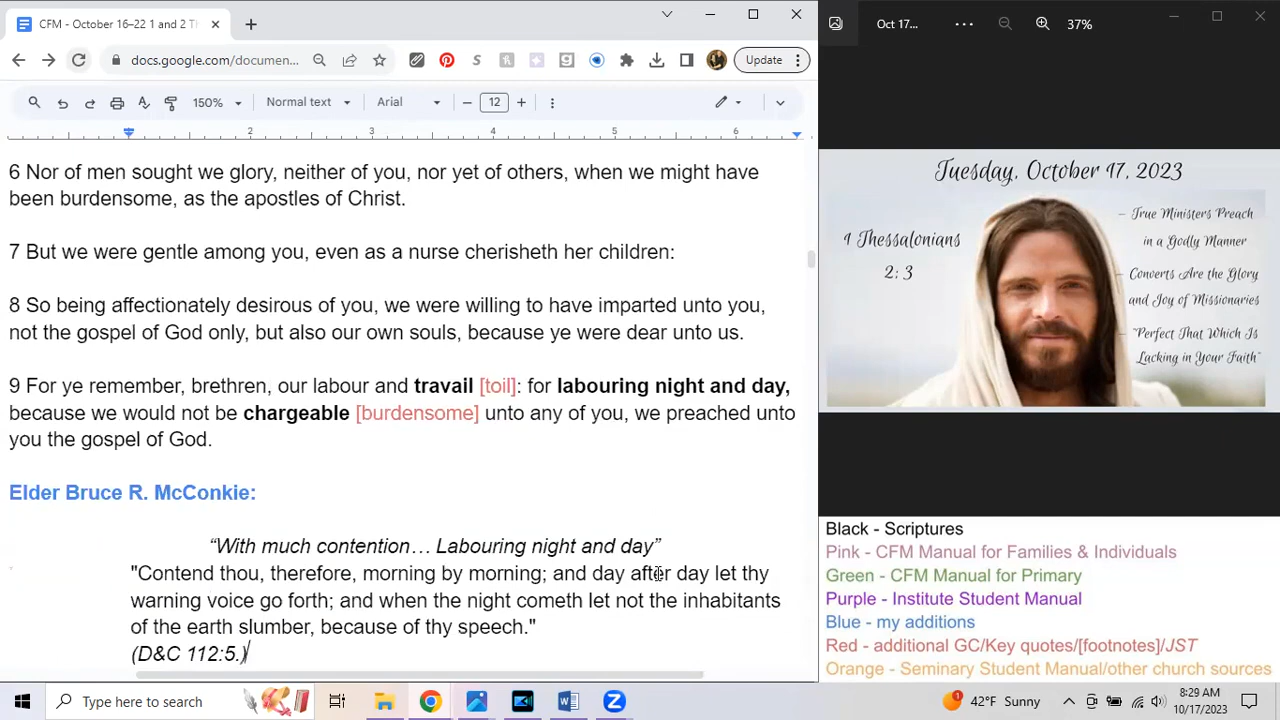 CFM - October 16–22 1 and 2 Th
docs.google.com/documen...
Update
150%
Normal text
Arial
12
2
3
4
5
6
6 Nor of men sought we glory, neither of you, nor yet of others, when we might have
been burdensome, as the apostles of Christ.
7 But we were gentle among you, even as a nurse cherisheth her children:
8 So being affectionately desirous of you, we were willing to have imparted unto you,
not the gospel of God only, but also our own souls, because ye were dear unto us.
9 For ye remember, brethren, our labour and travail [toil]: for labouring night and day,
because we would not be chargeable [burdensome] unto any of you, we preached unto
you the gospel of God.
Elder Bruce R. McConkie:
“With much contention… Labouring night and day”
"Contend thou, therefore, morning by morning; and day after day let thy
warning voice go forth; and when the night cometh let not the inhabitants
of the earth slumber, because of thy speech."
(D&C 112:5.)
Oct 17...
37%
Tuesday, October 17, 2023
1 Thessalonians
2; 3
– True Ministers Preach
in a Godly Manner
– Converts Are the Glory
and Joy of Missionaries
– "Perfect That Which Is
Lacking in Your Faith"
Black - Scriptures
Pink - CFM Manual for Families & Individuals
Green - CFM Manual for Primary
Purple - Institute Student Manual
Blue - my additions
Red - additional GC/Key quotes/[footnotes]/JST
Orange - Seminary Student Manual/other church sources
Type here to search
1
42°F Sunny
8:29 AM
10/17/2023